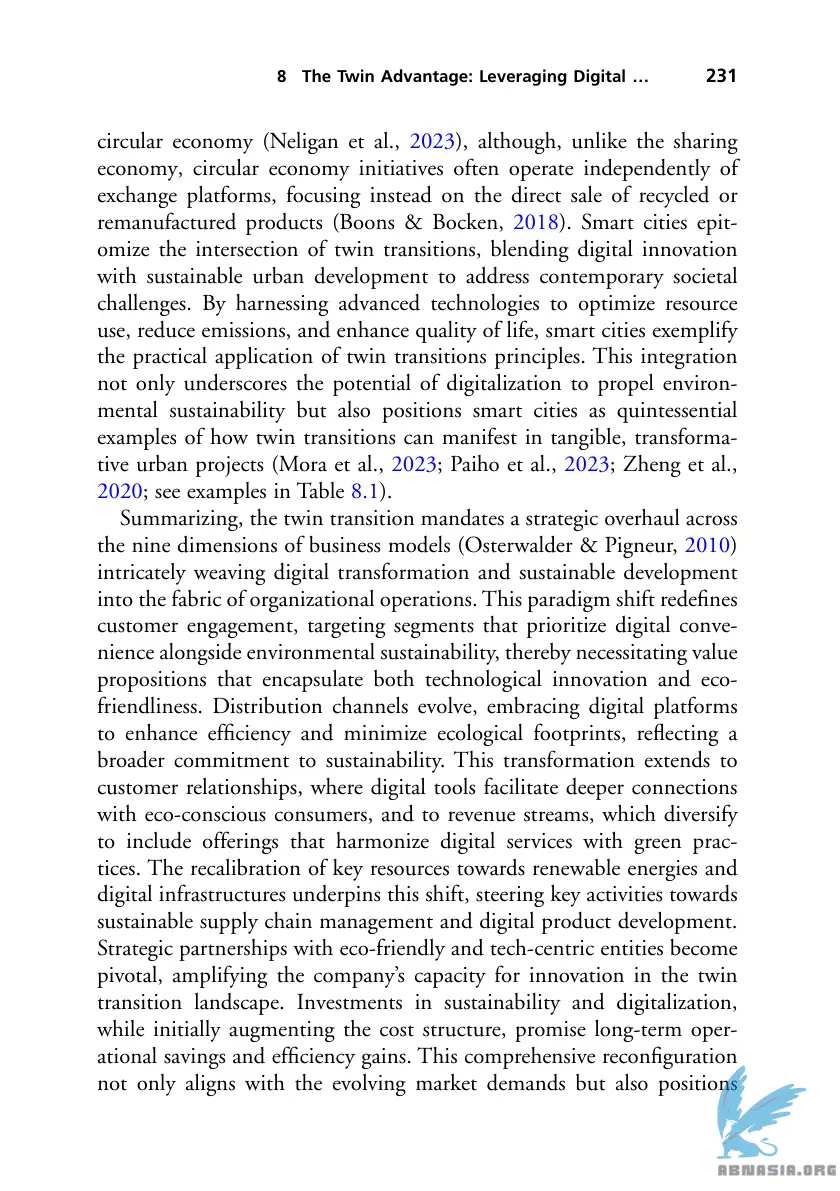 8 The Twin Advantage: Leveraging Digital … 231
circular economy (Neligan et al., 2023), although, unlike the sharing
economy, circular economy initiatives often operate independently of
exchange platforms, focusing instead on the direct sale of recycled or
remanufactured products (Boons & Bocken, 2018). Smart cities epit-
omize the intersection of twin transitions, blending digital innovation
with sustainable urban development to address contemporary societal
challenges. By harnessing advanced technologies to optimize resource
use, reduce emissions, and enhance quality of life, smart cities exemplify
the practical application of twin transitions principles. This integration
not only underscores the potential of digitalization to propel environ-
mental sustainability but also positions smart cities as quintessential
examples of how twin transitions can manifest in tangible, transforma-
tive urban projects (Mora et al., 2023; Paiho et al., 2023; Zheng et al.,
2020; see examples in Table 8.1).
Summarizing, the twin transition mandates a strategic overhaul across
the nine dimensions of business models (Osterwalder & Pigneur, 2010)
intricately weaving digital transformation and sustainable development
into the fabric of organizational operations. This paradigm shift redefines
customer engagement, targeting segments that prioritize digital conve-
nience alongside environmental sustainability, thereby necessitating value
propositions that encapsulate both technological innovation and eco-
friendliness. Distribution channels evolve, embracing digital platforms
to enhance efficiency and minimize ecological footprints, reflecting a
broader commitment to sustainability. This transformation extends to
customer relationships, where digital tools facilitate deeper connections
with eco-conscious consumers, and to revenue streams, which diversify
to include offerings that harmonize digital services with green prac-
tices. The recalibration of key resources towards renewable energies and
digital infrastructures underpins this shift, steering key activities towards
sustainable supply chain management and digital product development.
Strategic partnerships with eco-friendly and tech-centric entities become
pivotal, amplifying the company's capacity for innovation in the twin
transition landscape. Investments in sustainability and digitalization,
while initially augmenting the cost structure, promise long-term oper-
ational savings and efficiency gains. This comprehensive reconfiguration
not only aligns with the evolving market demands but also positions
ABNASIA.ORG